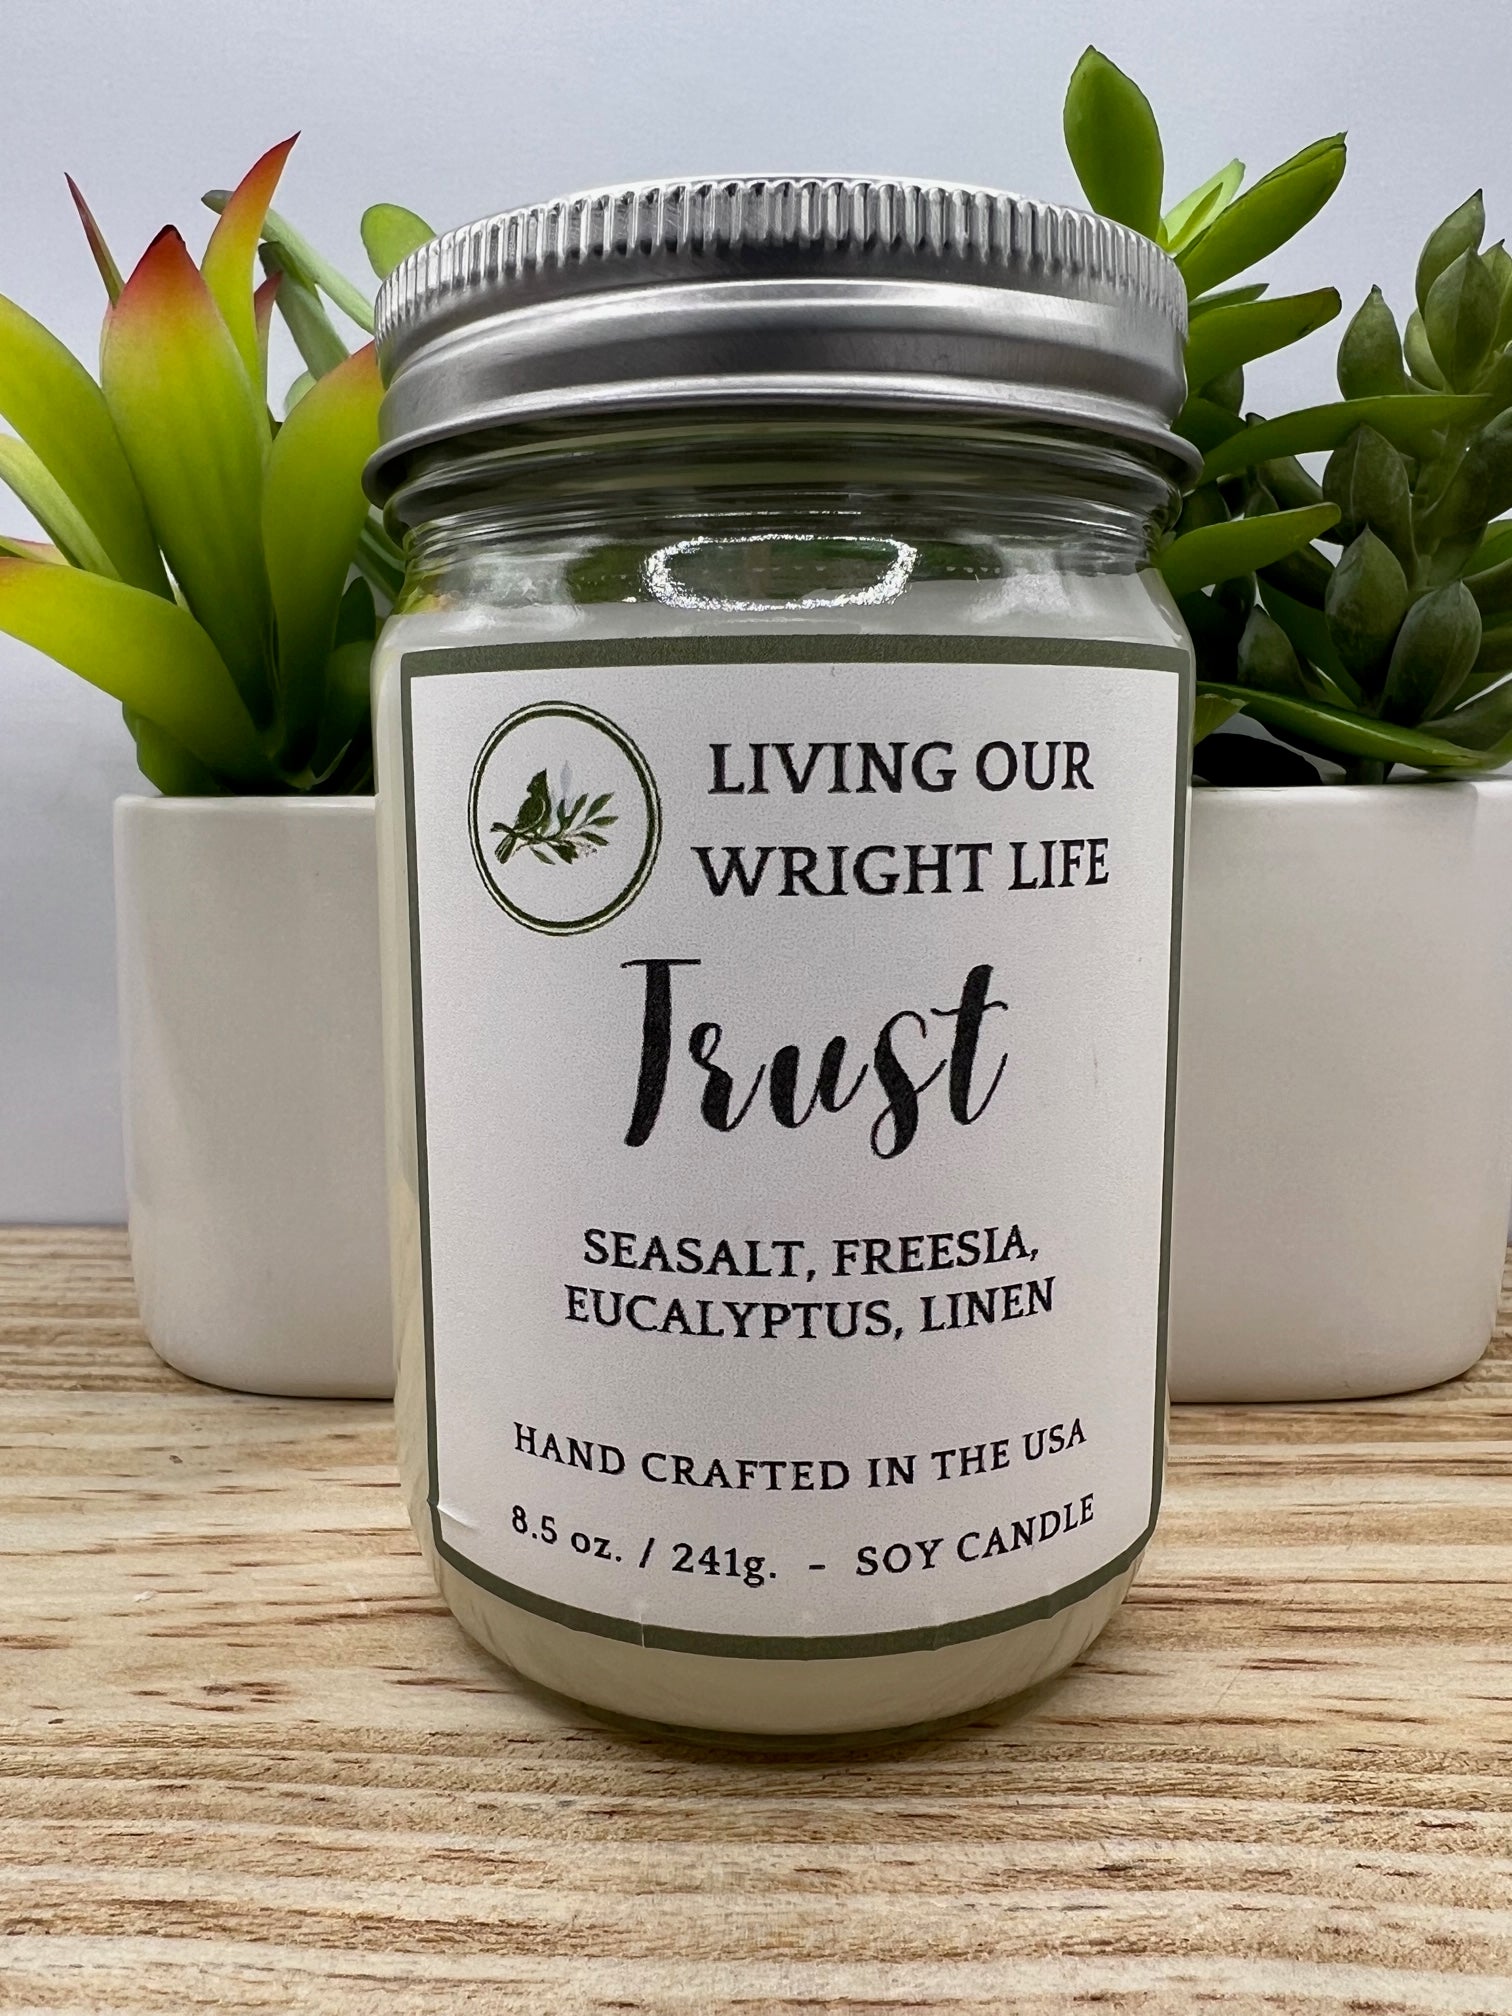 LIVING OUR
WRIGHT LIFE
Trust
SEASALT, FREESIA,
EUCALYPTUS, LINEN
HAND CRAFTED IN THE USA
8.5 oz. / 241g. - SOY CANDLE